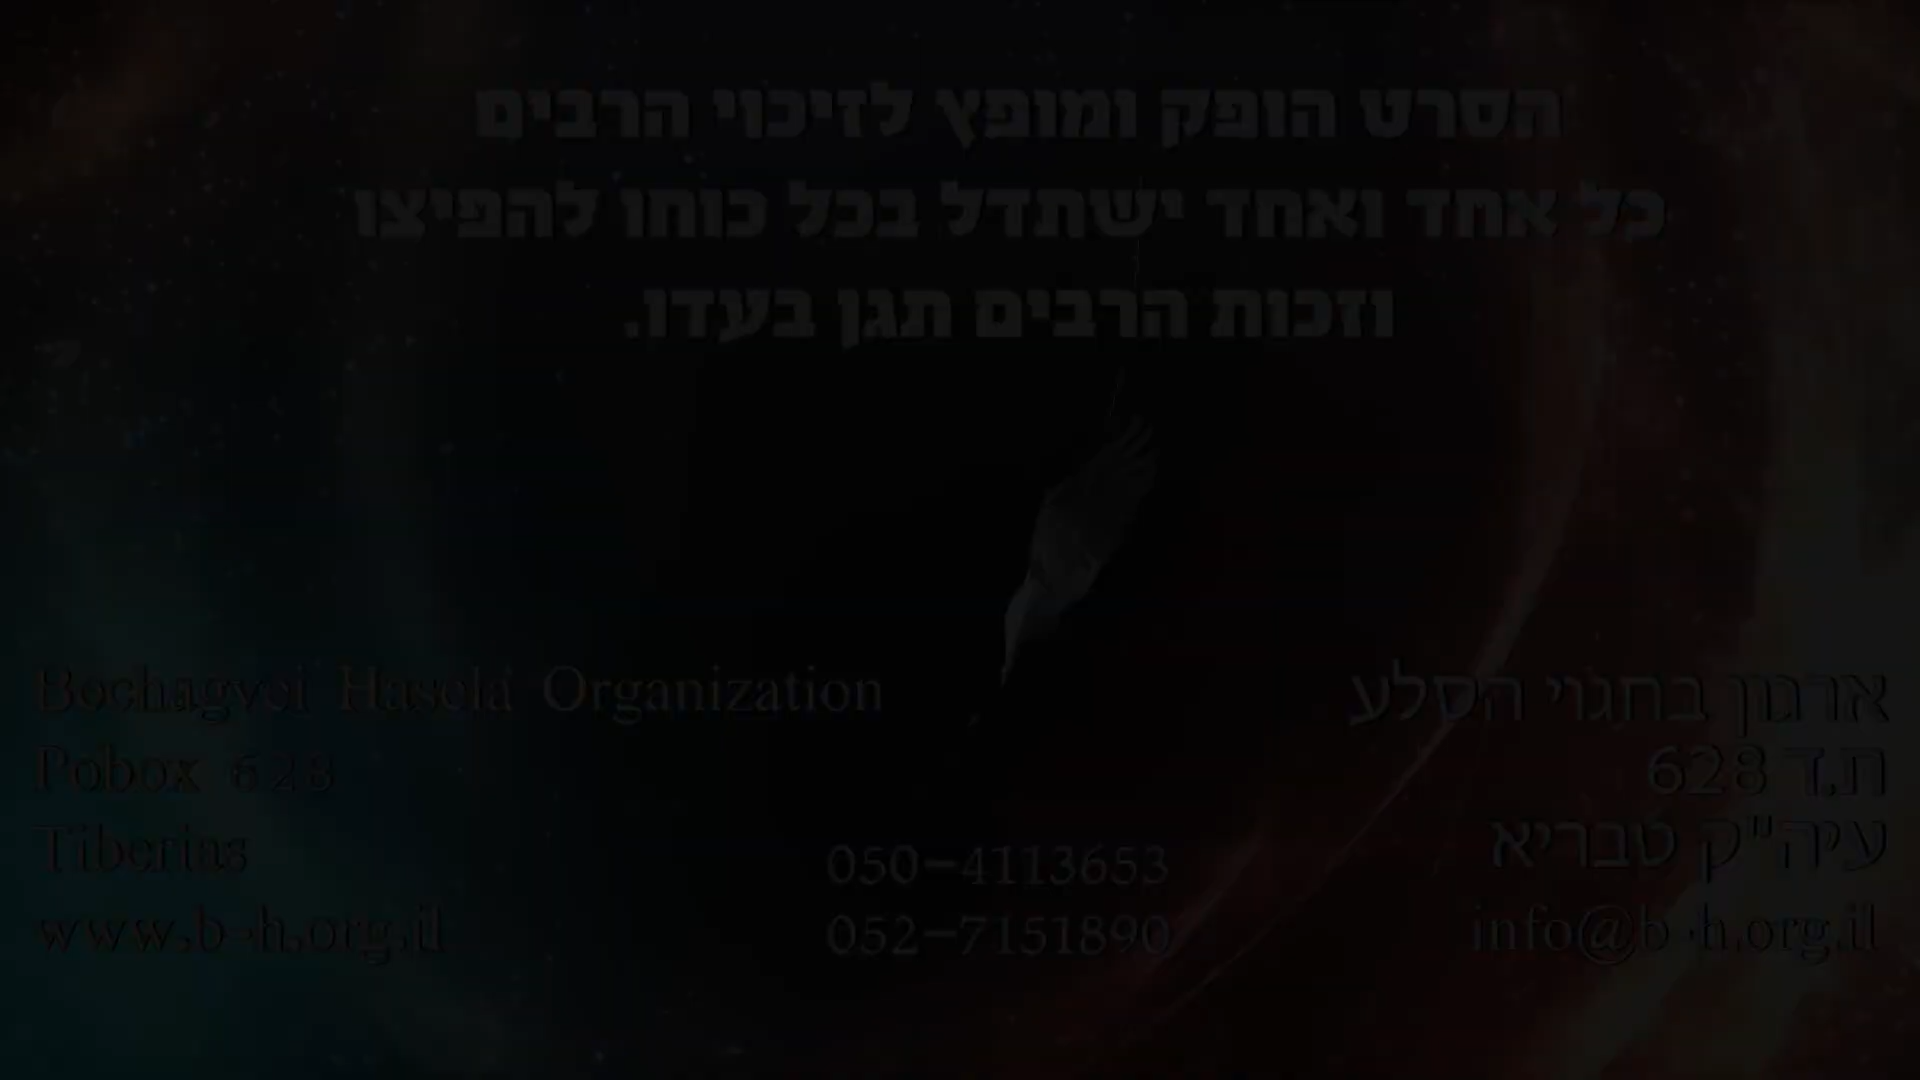 הסרט הופק ומופץ לזיכוי הרבים
כל אחד ואחד ישתדל בכל כוחו להפיצו
וזכות הרבים תגן בעדו.
Bochagvei Hasela Organization
Pobox 628
Tiberias
www.b-h.org.il
050-4113653
052-7151890
ארגון בחגוי הסלע
ת.ד 628
עיה"ק טבריא
info@b-h.org.il